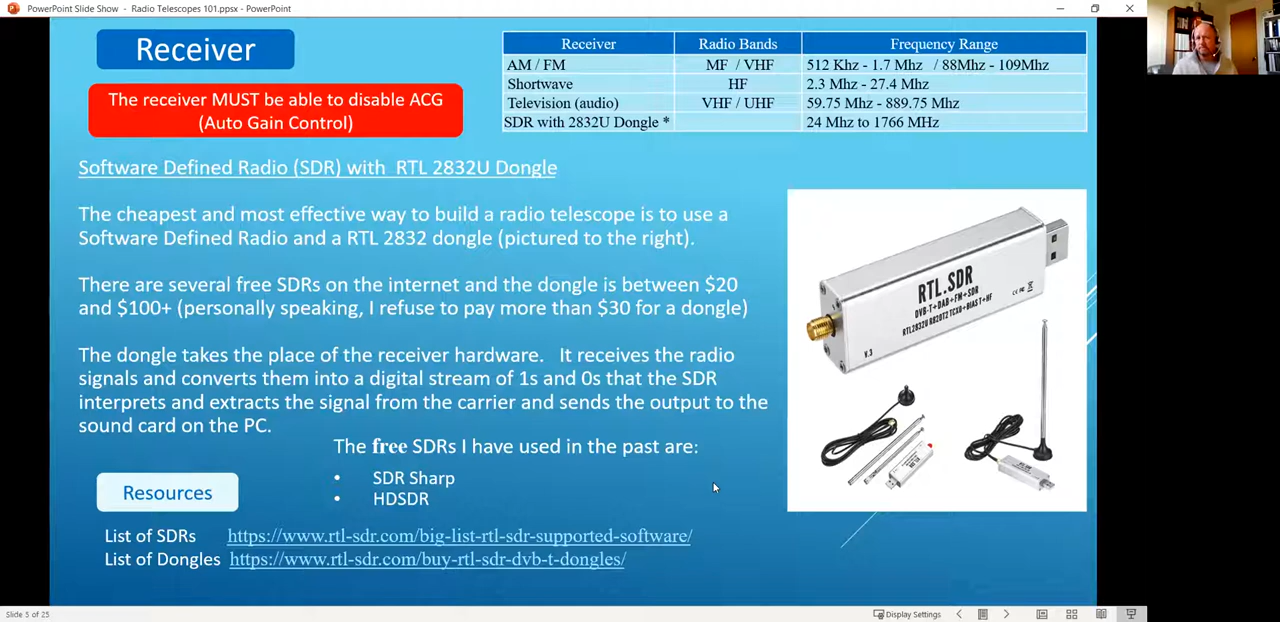 PowerPoint Slide Show - Radio Telescopes 101.ppsx - PowerPoint
Receiver
The receiver MUST be able to disable ACG
(Auto Gain Control)
Receiver Radio Bands Frequency Range
AM / FM MF / VHF 512 Khz - 1.7 Mhz / 88Mhz - 109Mhz
Shortwave HF 2.3 Mhz - 27.4 Mhz
Television (audio) VHF / UHF 59.75 Mhz - 889.75 Mhz
SDR with 2832U Dongle * 24 Mhz to 1766 MHz
Software Defined Radio (SDR) with RTL 2832U Dongle
The cheapest and most effective way to build a radio telescope is to use a
Software Defined Radio and a RTL 2832 dongle (pictured to the right).
There are several free SDRs on the internet and the dongle is between $20
and $100+ (personally speaking, I refuse to pay more than $30 for a dongle)
The dongle takes the place of the receiver hardware. It receives the radio
signals and converts them into a digital stream of 1s and 0s that the SDR
interprets and extracts the signal from the carrier and sends the output to the
sound card on the PC.
The free SDRs I have used in the past are:
• SDR Sharp
• HDSDR
RTL.SDR
DVB-T+DAB+FM+SDR
RTL2832U R820T2 TCXO+BIAS T+HF
V.3
Resources
List of SDRs https://www.rtl-sdr.com/big-list-rtl-sdr-supported-software/
List of Dongles https://www.rtl-sdr.com/buy-rtl-sdr-dvb-t-dongles/
Slide 5 of 25
Display Settings